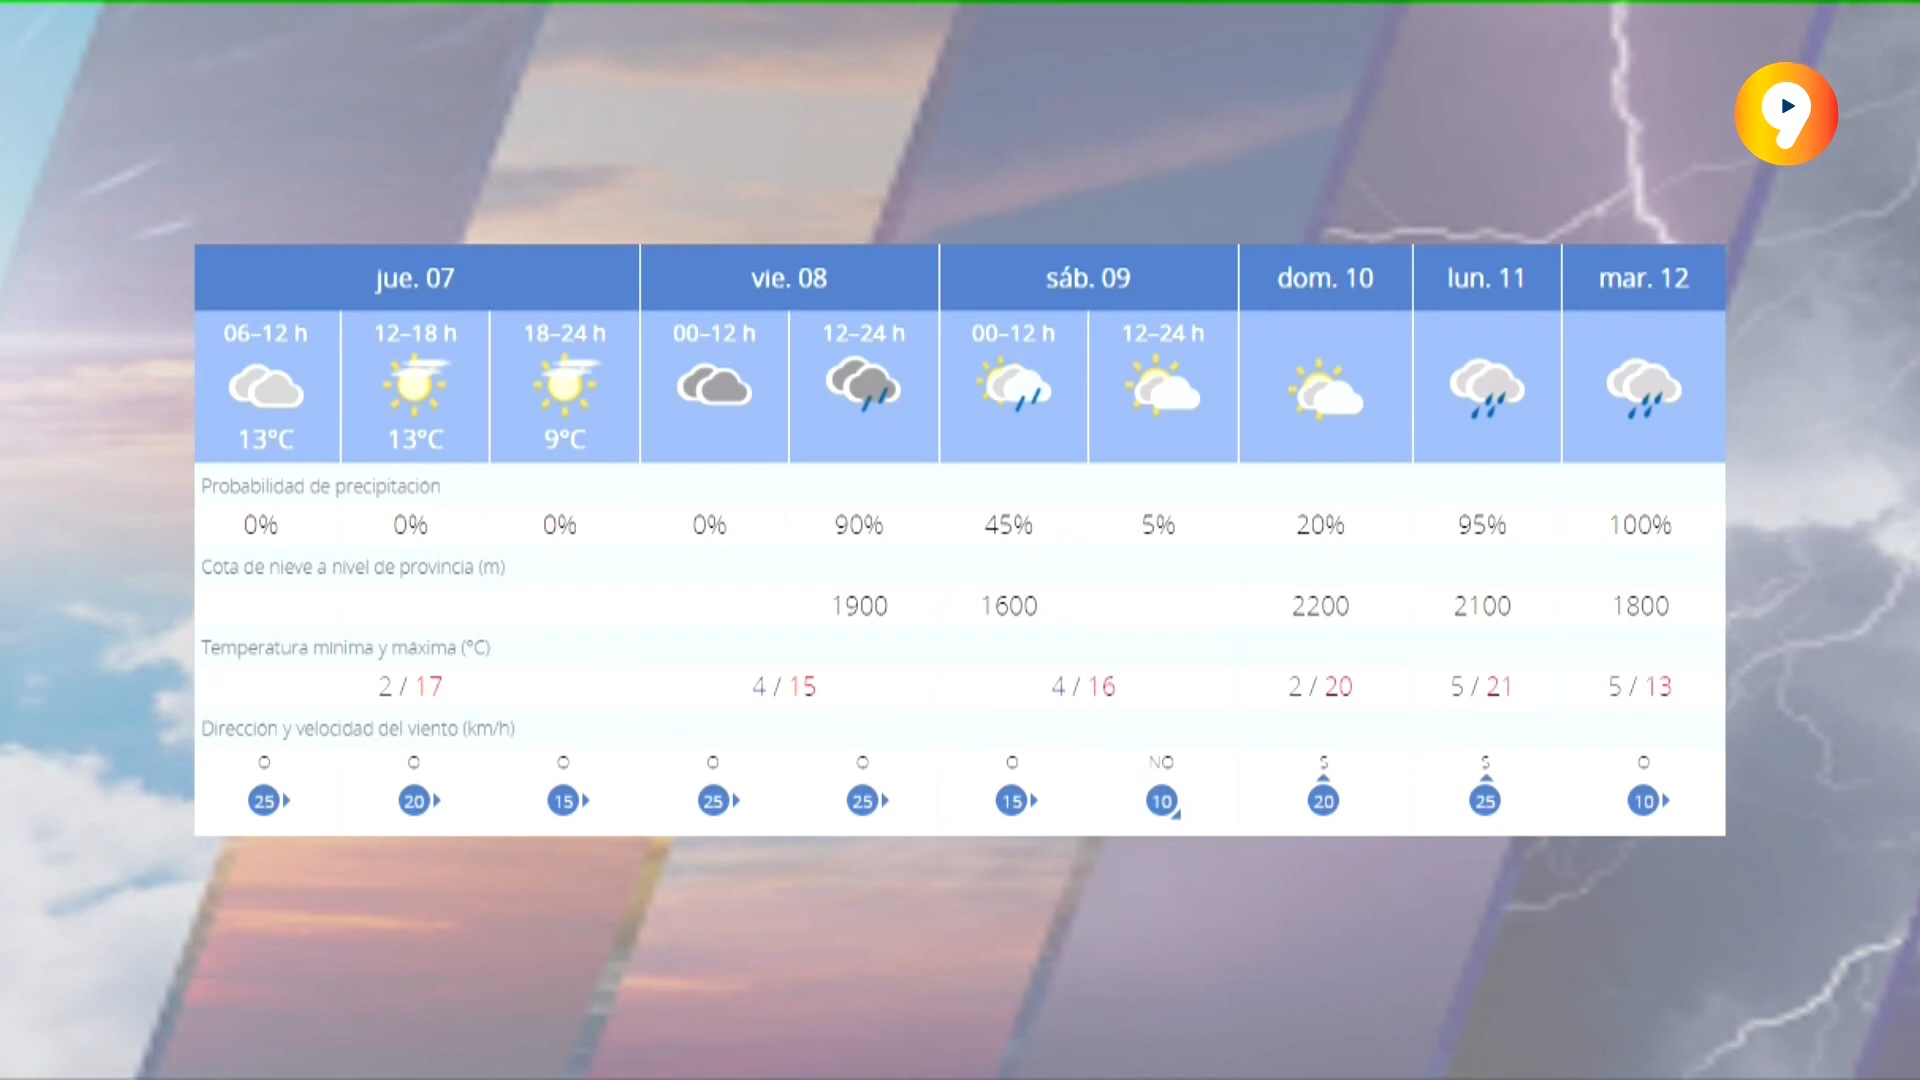 9
jue. 07 vie. 08 sáb. 09 dom. 10 lun. 11 mar. 12
06–12 h 12–18 h 18–24 h 00–12 h 12–24 h 00–12 h 12–24 h
13°C 13°C 9°C
Probabilidad de precipitación
0% 0% 0% 0% 90% 45% 5% 20% 95% 100%
Cota de nieve a nivel de provincia (m)
1900 1600 2200 2100 1800
Temperatura mínima y máxima (°C)
2 / 17 4 / 15 4 / 16 2 / 20 5 / 21 5 / 13
Dirección y velocidad del viento (km/h)
O O O O O O NO S S O
25 20 15 25 25 15 10 20 25 10